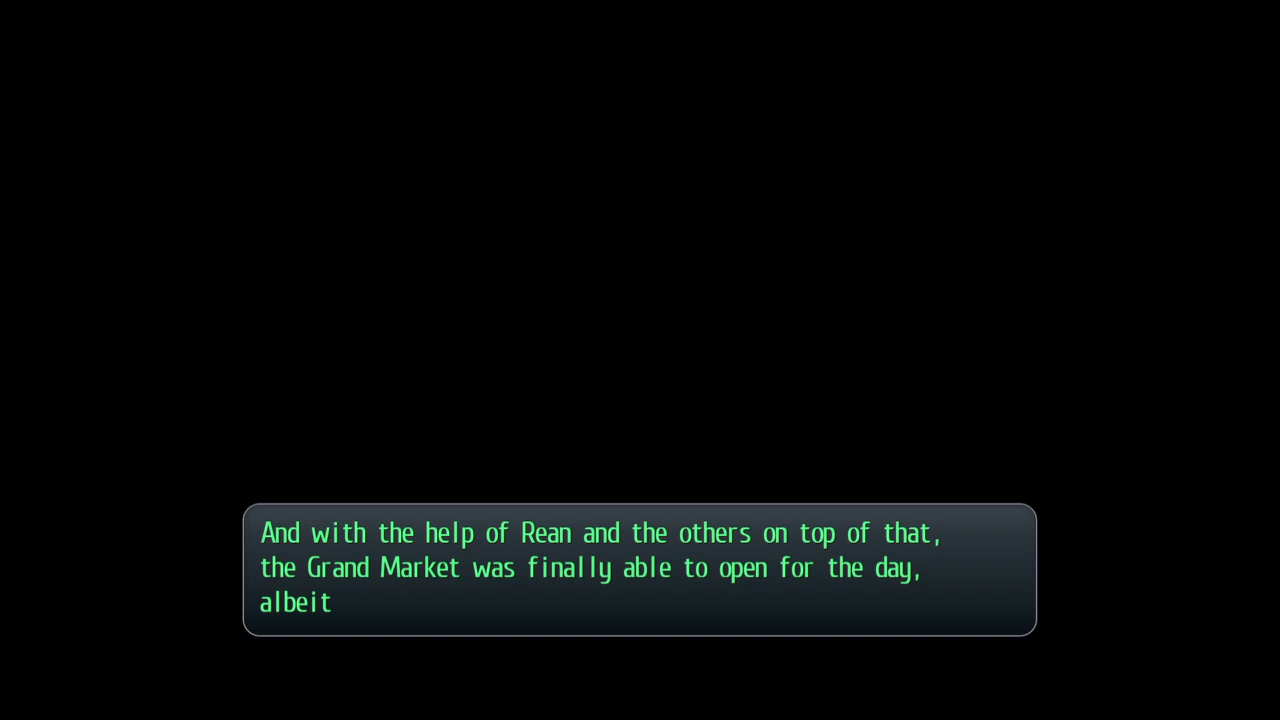 And with the help of Rean and the others on top of that,
the Grand Market was finally able to open for the day,
albeit